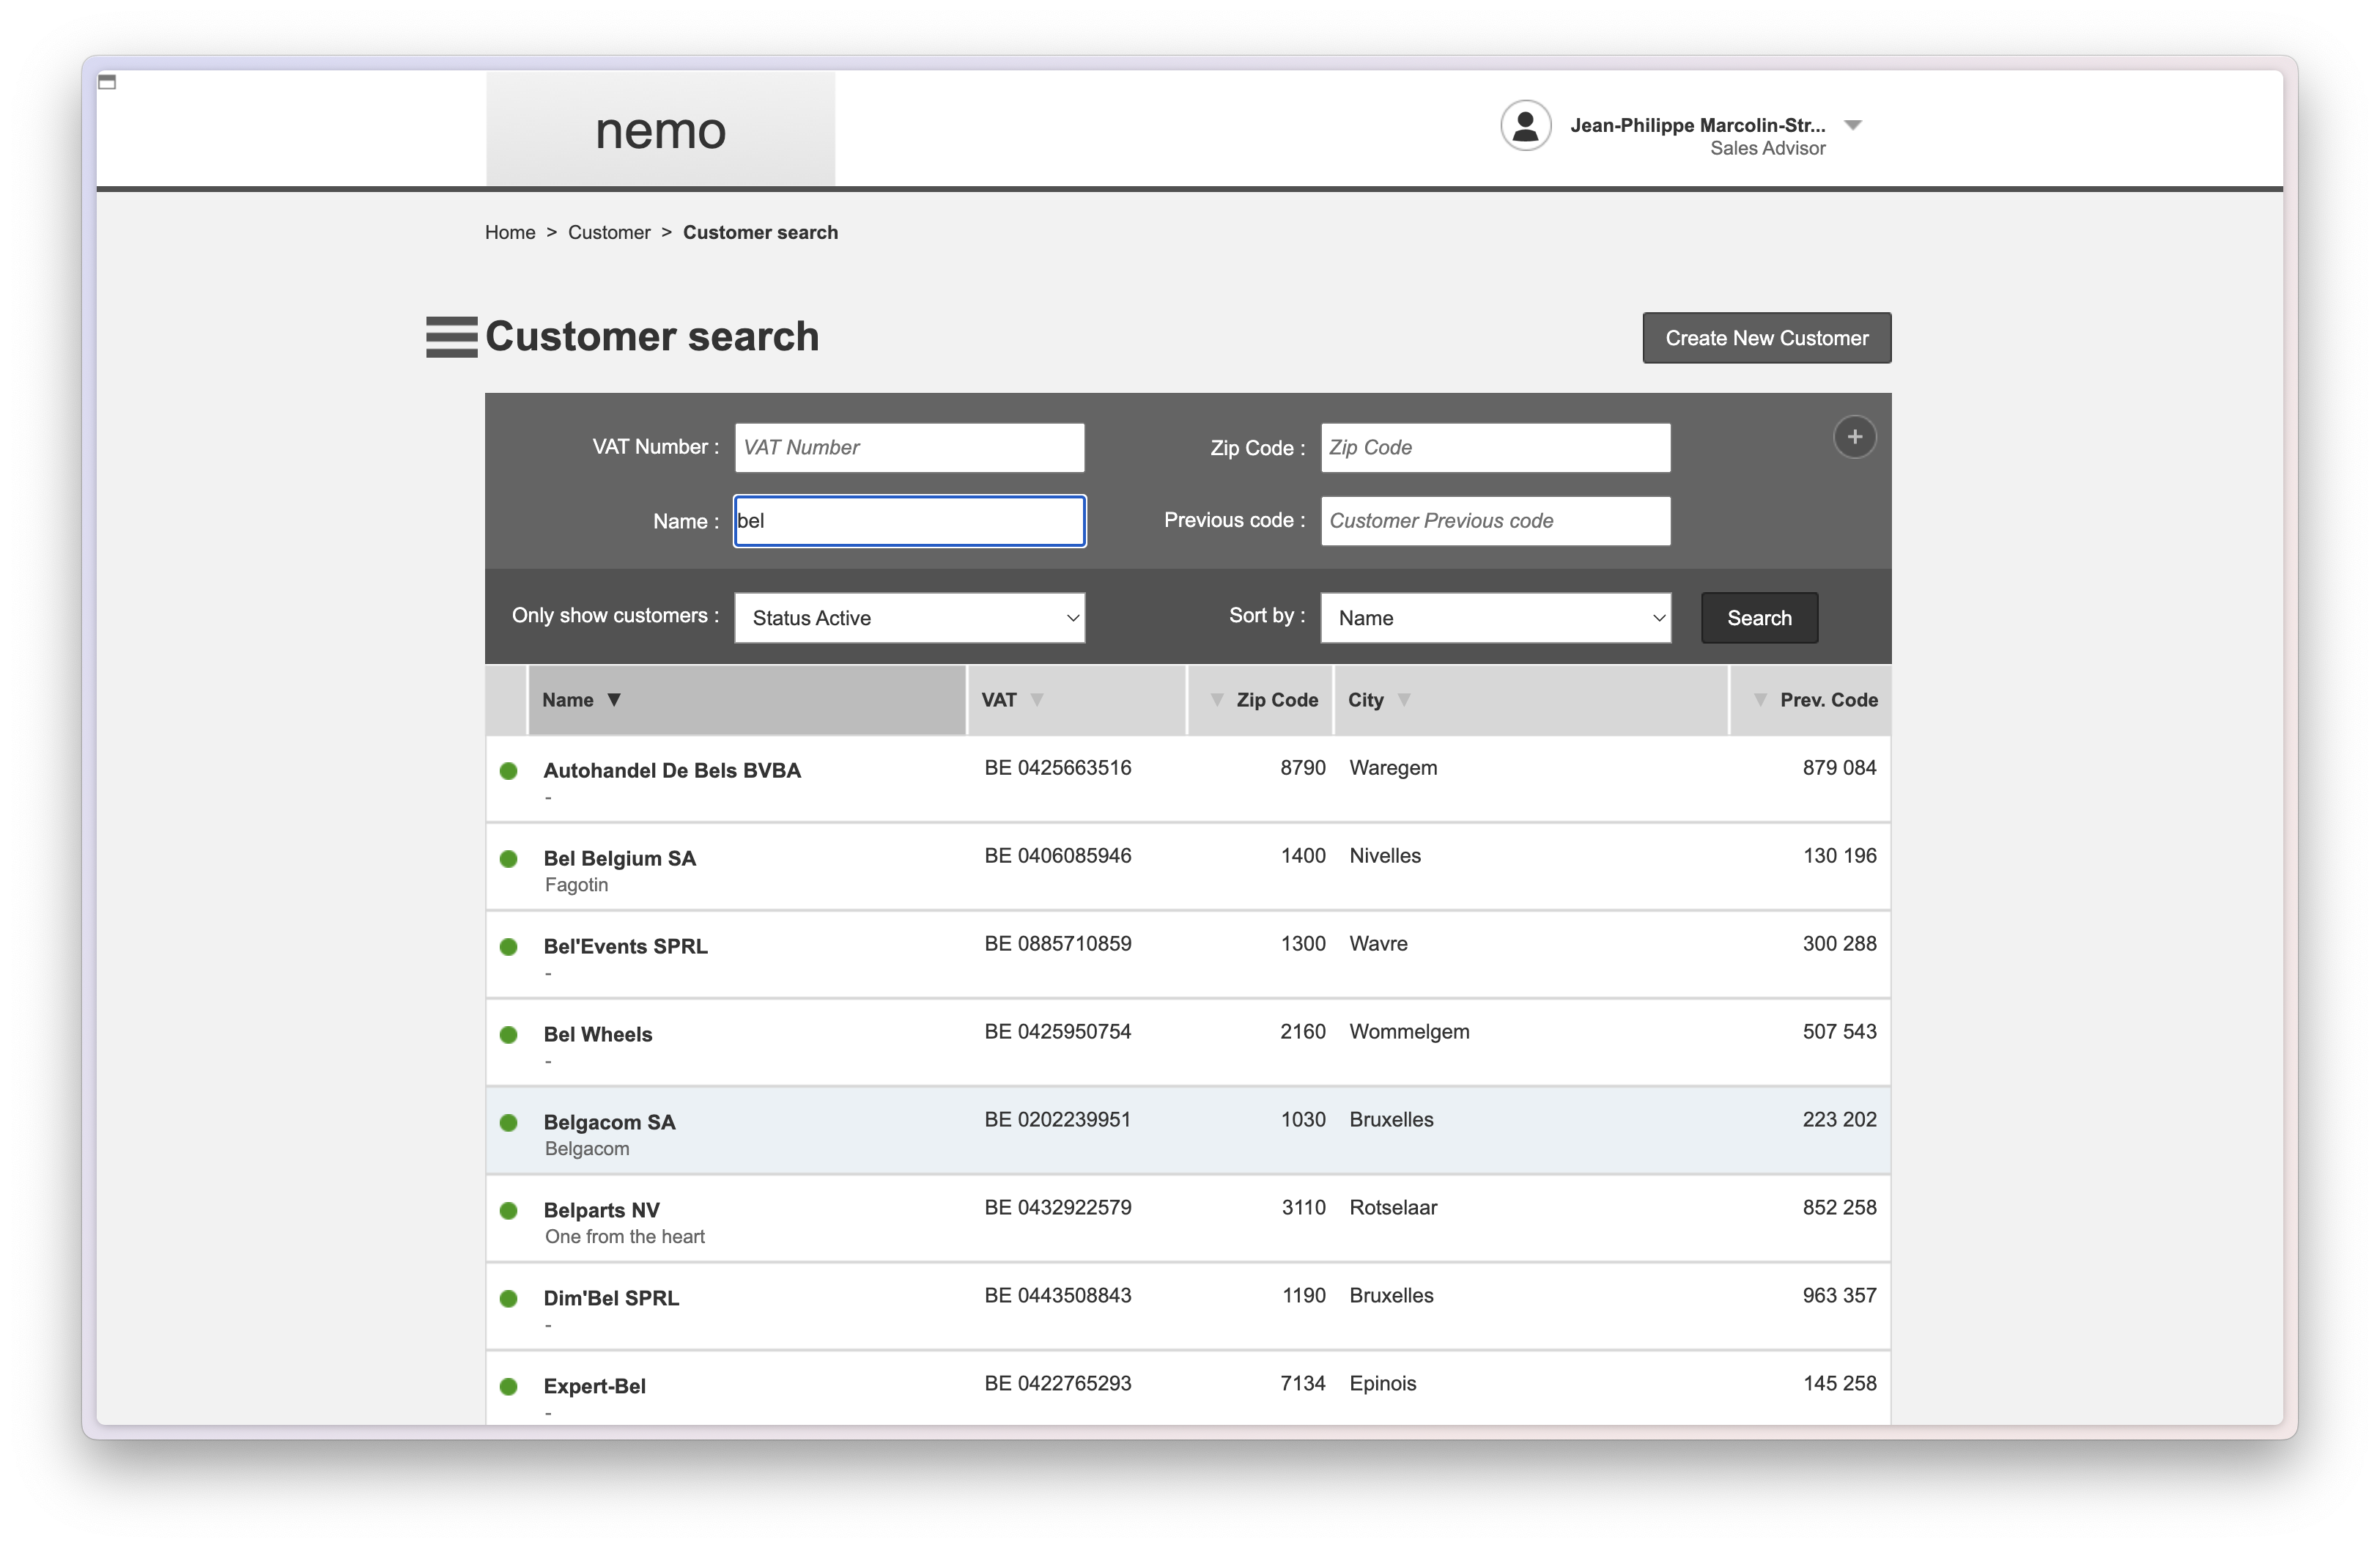 nemo
Jean-Philippe Marcolin-Str...
Sales Advisor
Home > Customer > Customer search
Customer search
Create New Customer
VAT Number : VAT Number Zip Code : Zip Code
+
Name : bel Previous code : Customer Previous code
Only show customers : Status Active Sort by : Name Search
Name ▼ VAT ▼ ▼ Zip Code City ▼ ▼ Prev. Code
Autohandel De Bels BVBA BE 0425663516 8790 Waregem 879 084
-
Bel Belgium SA BE 0406085946 1400 Nivelles 130 196
Fagotin
Bel'Events SPRL BE 0885710859 1300 Wavre 300 288
-
Bel Wheels BE 0425950754 2160 Wommelgem 507 543
-
Belgacom SA BE 0202239951 1030 Bruxelles 223 202
Belgacom
Belparts NV BE 0432922579 3110 Rotselaar 852 258
One from the heart
Dim'Bel SPRL BE 0443508843 1190 Bruxelles 963 357
-
Expert-Bel BE 0422765293 7134 Epinois 145 258
-